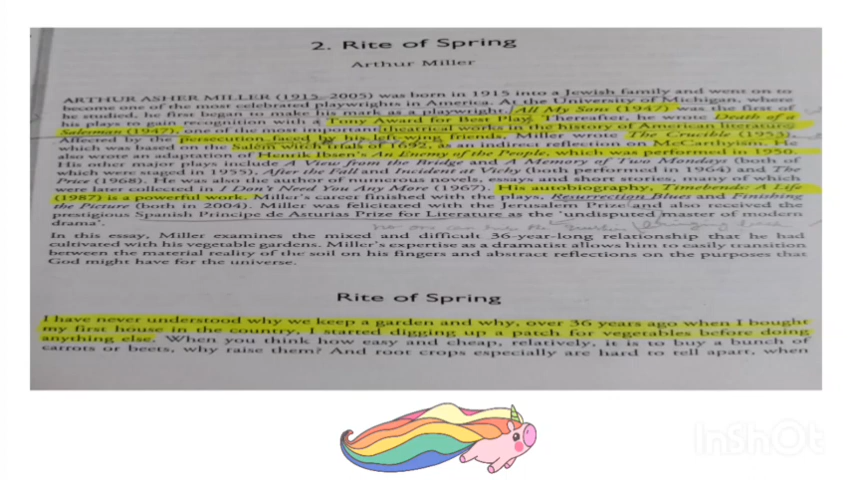 2. Rite of Spring
Arthur Miller
ARTHUR ASHER MILLER (1915–2005) was born in 1915 into a Jewish family and went on to
become one of the most celebrated playwrights in America. At the University of Michigan, where
he studied, he first began to make his mark as a playwright. All My Sons (1947) was the first of
his plays to gain recognition with a Tony Award for Best Play. Thereafter, he wrote Death of a
Salesman (1947), one of the most important theatrical works in the history of American literature.
Affected by the persecution faced by his left-wing friends, Miller wrote The Crucible (1953),
which was based on the Salem witch trials of 1692, as an indirect reflection on McCarthyism. He
also wrote an adaptation of Henrik Ibsen's An Enemy of the People, which was performed in 1950.
His other major plays include A View from the Bridge and A Memory of Two Mondays (both of
which were staged in 1955), After the Fall and Incident at Vichy (both performed in 1964) and The
Price (1968). He was also the author of numerous novels, essays and short stories, many of which
were later collected in I Don't Need You Any More (1967). His autobiography, Timebends: A Life
(1987) is a powerful work. Miller's career finished with the plays, Resurrection Blues and Finishing
the Picture (both in 2004). Miller was felicitated with the Jerusalem Prize and also received the
prestigious Spanish Principe de Asturias Prize for Literature as the 'undisputed master of modern
drama'.
In this essay, Miller examines the mixed and difficult 36-year-long relationship that he had
cultivated with his vegetable gardens. Miller's expertise as a dramatist allows him to easily transition
between the material reality of the soil on his fingers and abstract reflections on the purposes that
God might have for the universe.
Rite of Spring
I have never understood why we keep a garden and why, over 36 years ago when I bought
my first house in the country, I started digging up a patch for vegetables before doing
anything else. When you think how easy and cheap, relatively, it is to buy a bunch of
carrots or beets, why raise them? And root crops especially are hard to tell apart, when
InShOt